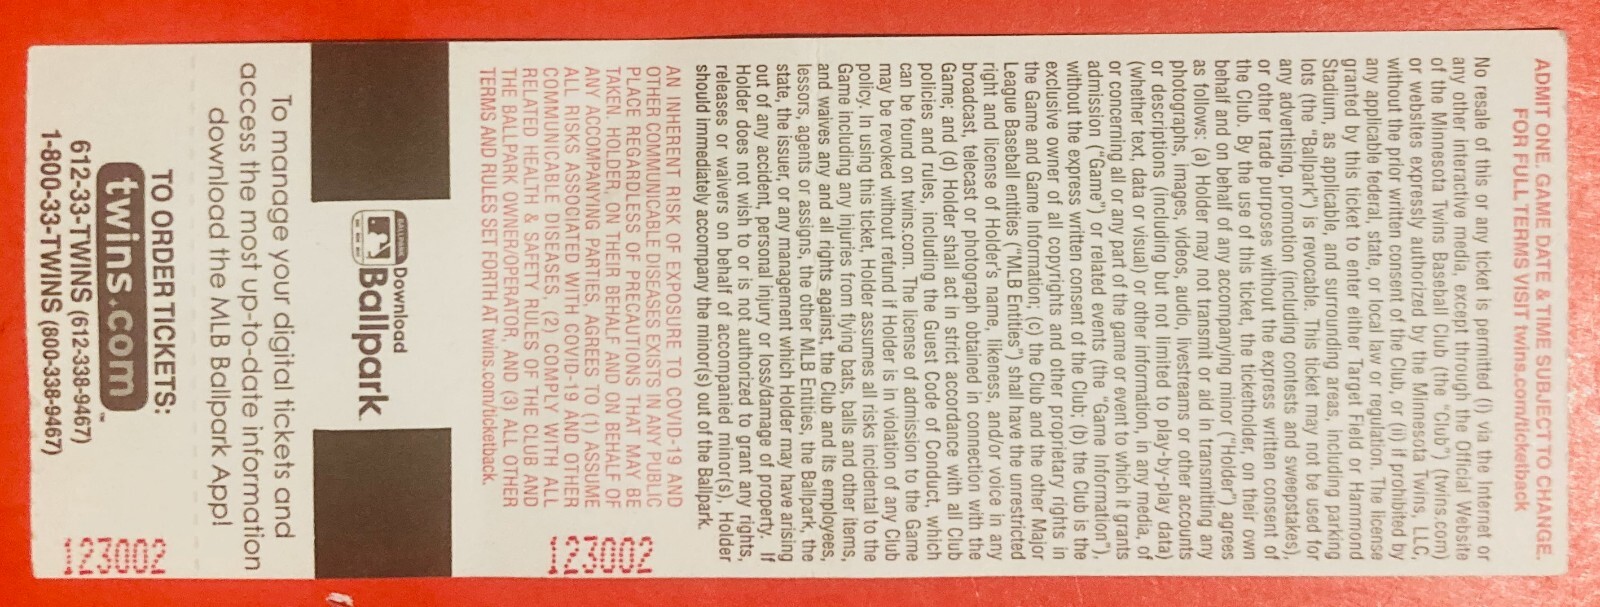 ADMIT ONE. GAME DATE & TIME SUBJECT TO CHANGE.
FOR FULL TERMS VISIT twins.com/ticketback
No resale of this or any ticket is permitted (i) via the Internet or
any other interactive media, except through the Official Website
of the Minnesota Twins Baseball Club (the "Club") (twins.com)
or websites expressly authorized by the Minnesota Twins, LLC,
without the prior written consent of the Club, or (ii) if prohibited by
any applicable federal, state, or local law or regulation. The license
granted by this ticket to enter either Target Field or Hammond
Stadium, as applicable, and surrounding areas, including parking
lots (the "Ballpark") is revocable. This ticket may not be used for
any advertising, promotion (including contests and sweepstakes),
or other trade purposes without the express written consent of
the Club. By the use of this ticket, the ticketholder, on their own
behalf and on behalf of any accompanying minor ("Holder") agrees
as follows: (a) Holder may not transmit or aid in transmitting any
photographs, images, videos, audio, livestreams or other accounts
or descriptions (including but not limited to play-by-play data)
(whether text, data or visual) or other information, in any media, of
or concerning all or any part of the game or event to which it grants
admission ("Game") or related events (the "Game Information"),
without the express written consent of the Club; (b) the Club is the
exclusive owner of all copyrights and other proprietary rights in
the Game and Game Information; (c) the Club and the other Major
League Baseball entities ("MLB Entities") shall have the unrestricted
right and license of Holder's name, likeness, and/or voice in any
broadcast, telecast or photograph obtained in connection with the
Game; and (d) Holder shall act in strict accordance with all Club
policies and rules, including the Guest Code of Conduct, which
can be found on twins.com. The license of admission to the Game
may be revoked without refund if Holder is in violation of any Club
policy. In using this ticket, Holder assumes all risks incidental to the
Game including any injuries from flying bats, balls and other items,
and waives any and all rights against, the Club and its employees,
lessors, agents or assigns, the other MLB Entities, the Ballpark, the
state, the issuer, or any management which Holder may have arising
out of any accident, personal injury or loss/damage of property. If
Holder does not wish to or is not authorized to grant any rights,
releases or waivers on behalf of accompanied minor(s), Holder
should immediately accompany the minor(s) out of the Ballpark.
AN INHERENT RISK OF EXPOSURE TO COVID-19 AND
OTHER COMMUNICABLE DISEASES EXISTS IN ANY PUBLIC
PLACE REGARDLESS OF PRECAUTIONS THAT MAY BE
TAKEN. HOLDER, ON THEIR BEHALF AND ON BEHALF OF
ANY ACCOMPANYING PARTIES, AGREES TO (1) ASSUME
ALL RISKS ASSOCIATED WITH COVID-19 AND OTHER
COMMUNICABLE DISEASES, (2) COMPLY WITH ALL
RELATED HEALTH & SAFETY RULES OF THE CLUB AND
THE BALLPARK OWNER/OPERATOR, AND (3) ALL OTHER
TERMS AND RULES SET FORTH AT twins.com/ticketback.
123002
BALLPARK
Download
Ballpark™
To manage your digital tickets and
access the most up-to-date information
download the MLB Ballpark App!
TO ORDER TICKETS:
twins.com™
612-33-TWINS (612-338-9467)
1-800-33-TWINS (800-338-9467)
123002